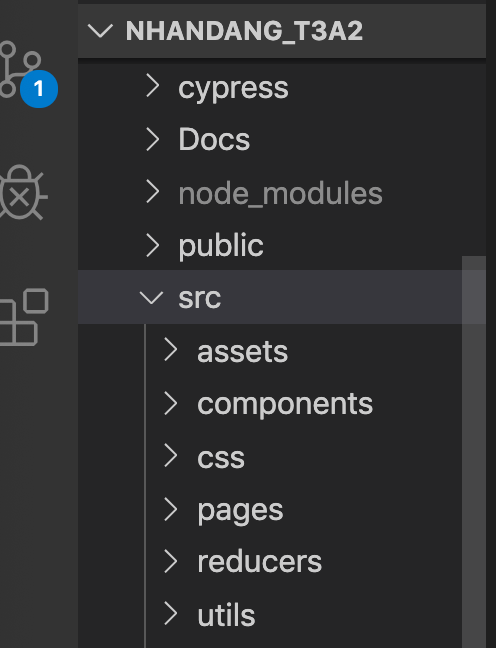 NHANDANG_T3A2
cypress
Docs
1
node_modules
public
src
assets
components
css
pages
reducers
utils